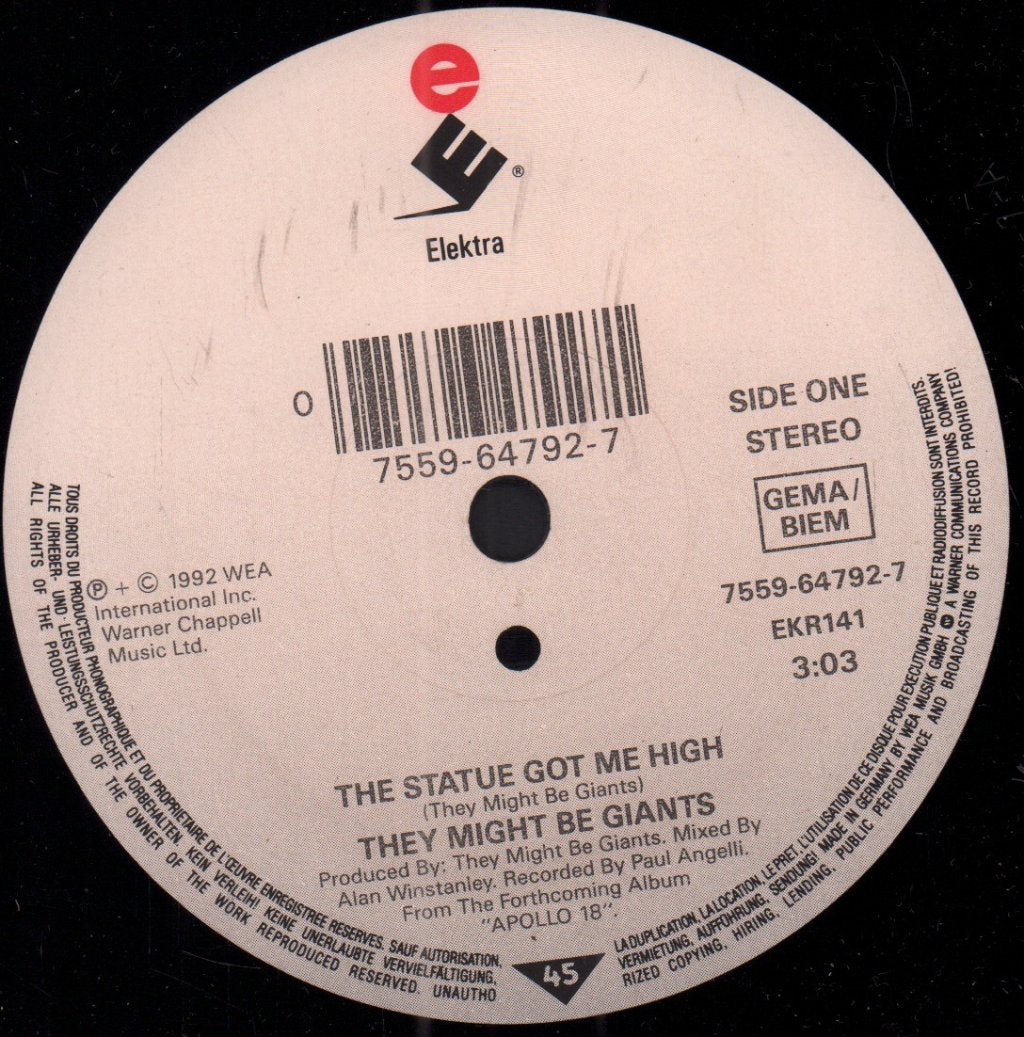 e
E®
Elektra
0
7559-64792-7
SIDE ONE
STEREO
GEMA/
BIEM
7559-64792-7
EKR141
3:03
Ⓟ + © 1992 WEA
International Inc.
Warner Chappell
Music Ltd.
THE STATUE GOT ME HIGH
(They Might Be Giants)
THEY MIGHT BE GIANTS
Produced By: They Might Be Giants. Mixed By
Alan Winstanley. Recorded By Paul Angelli.
From The Forthcoming Album
"APOLLO 18".
45
TOUS DROITS DU PRODUCTEUR PHONOGRAPHIQUE ET DU PROPRIETAIRE DE L'ŒUVRE ENREGISTREE RESERVES. SAUF AUTORISATION,
LA DUPLICATION, LA LOCATION, LE PRET, L'UTILISATION DE CE DISQUE POUR EXECUTION PUBLIQUE ET RADIODIFFUSION SONT INTERDITS.
ALLE URHEBER- UND LEISTUNGSSCHUTZRECHTE VORBEHALTEN. KEIN VERLEIH! KEINE UNERLAUBTE VERVIELFÄLTIGUNG,
VERMIETUNG, AUFFÜHRUNG, SENDUNG! MADE IN GERMANY BY WEA MUSIK GMBH A WARNER COMMUNICATIONS COMPANY
ALL RIGHTS OF THE PRODUCER AND OF THE OWNER OF THE WORK REPRODUCED RESERVED. UNAUTHO
RIZED COPYING, HIRING, LENDING, PUBLIC PERFORMANCE AND BROADCASTING OF THIS RECORD PROHIBITED!